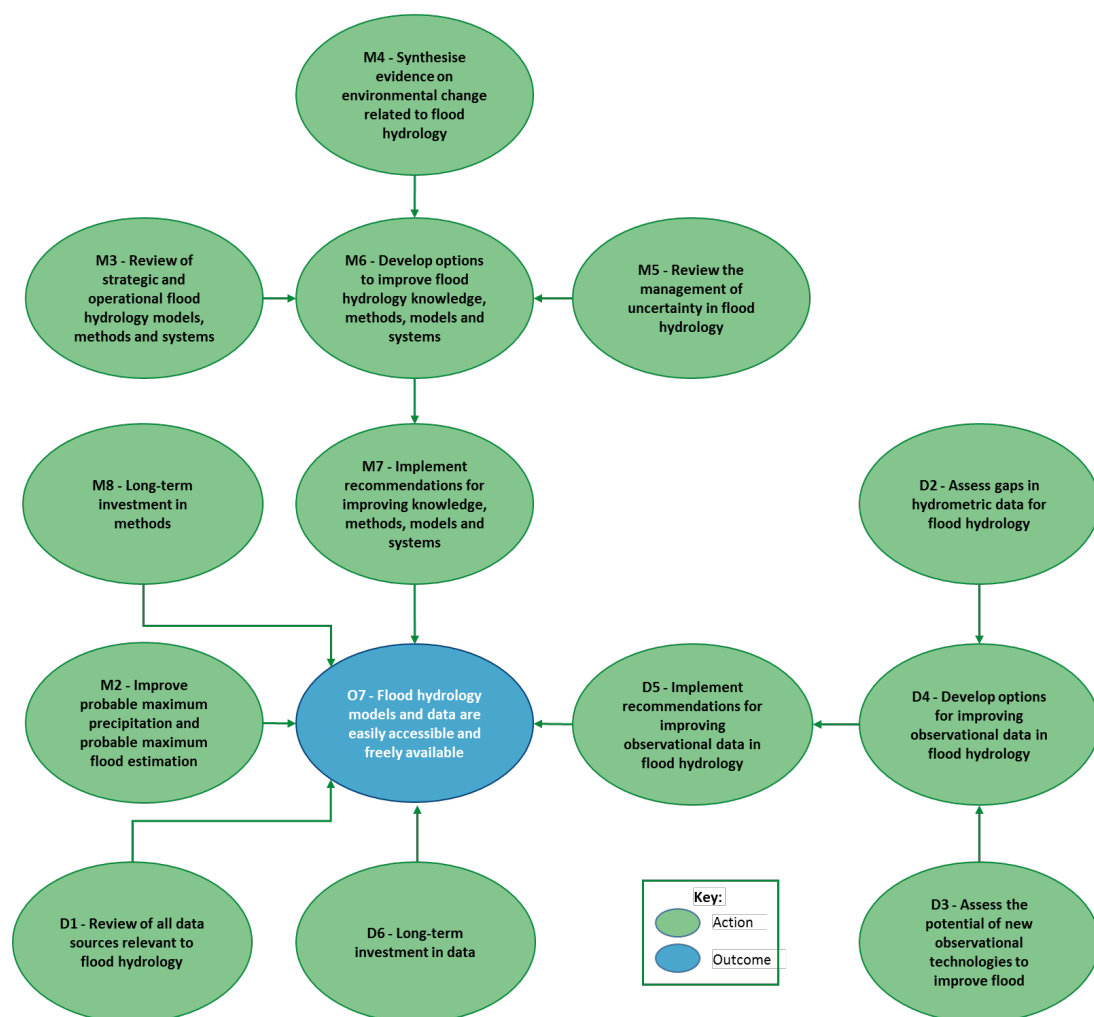 M4 - Synthesise
evidence on
environmental change
related to flood
hydrology
M3 - Review of
strategic and
operational flood
hydrology models,
methods and systems
M6 - Develop options
to improve flood
hydrology knowledge,
methods, models and
systems
M5 - Review the
management of
uncertainty in flood
hydrology
M8 - Long-term
investment in
methods
M7 - Implement
recommendations for
improving knowledge,
methods, models and
systems
D2 - Assess gaps in
hydrometric data for
flood hydrology
M2 - Improve
probable maximum
precipitation and
probable maximum
flood estimation
O7 - Flood hydrology
models and data are
easily accessible and
freely available
D5 - Implement
recommendations for
improving
observational data in
flood hydrology
D4 - Develop options
for improving
observational data in
flood hydrology
D1 - Review of all data
sources relevant to
flood hydrology
D6 - Long-term
investment in data
Key:
Action
Outcome
D3 - Assess the
potential of new
observational
technologies to
improve flood